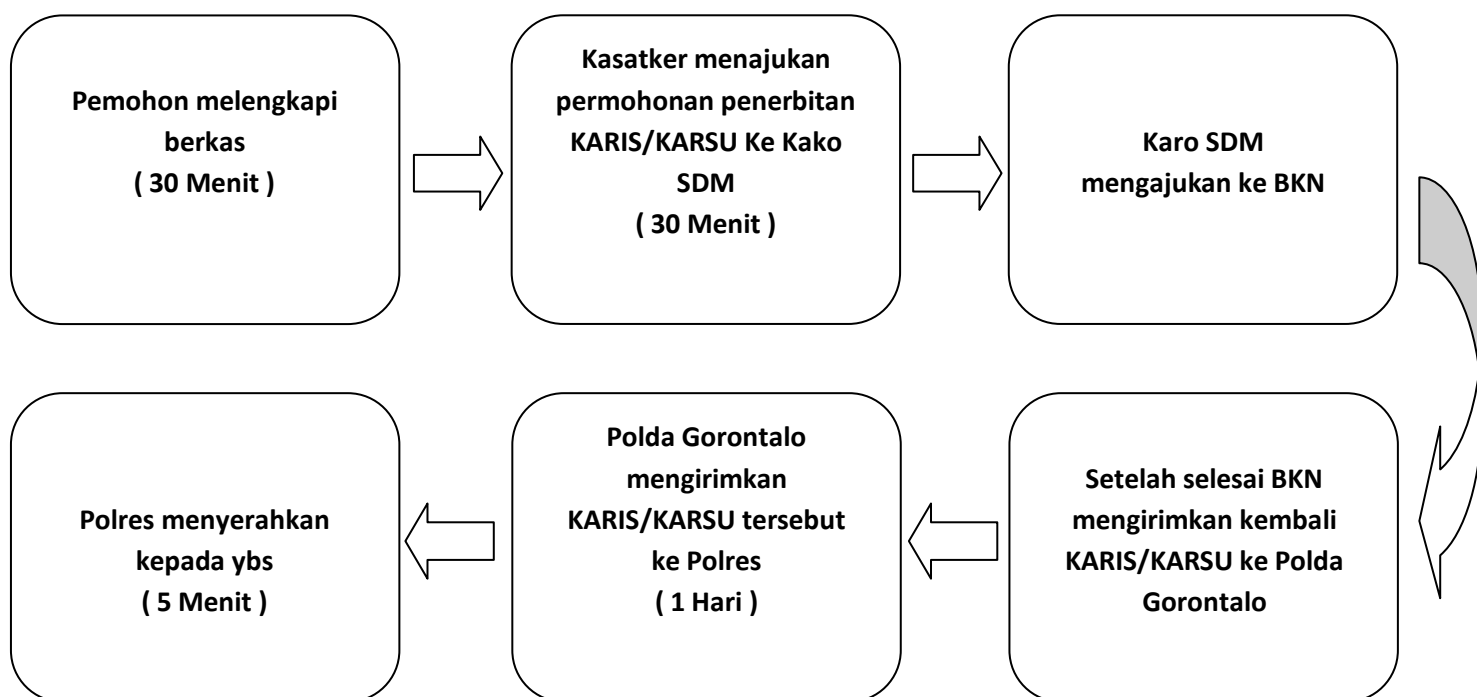 Pemohon melengkapi
berkas
( 30 Menit )
Kasatker menajukan
permohonan penerbitan
KARIS/KARSU Ke Kako
SDM
( 30 Menit )
Karo SDM
mengajukan ke BKN
Setelah selesai BKN
mengirimkan kembali
KARIS/KARSU ke Polda
Gorontalo
Polda Gorontalo
mengirimkan
KARIS/KARSU tersebut
ke Polres
( 1 Hari )
Polres menyerahkan
kepada ybs
( 5 Menit )